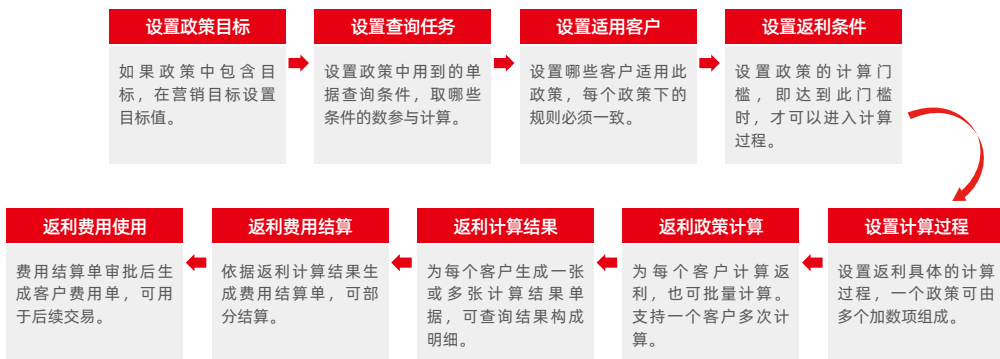 设置政策目标
如果政策中包含目
标，在营销目标设置
目标值。
设置查询任务
设置政策中用到的单
据查询条件，取哪些
条件的数参与计算。
设置适用客户
设置哪些客户适用此
政策，每个政策下的
规则必须一致。
设置返利条件
设置政策的计算门
槛，即达到此门槛
时，才可以进入计算
过程。
设置计算过程
设置返利具体的计算
过程，一个政策可由
多个加数项组成。
返利政策计算
为每个客户计算返
利，也可批量计算。
支持一个客户多次计
算。
返利计算结果
为每个客户生成一张
或多张计算结果单
据，可查询结果构成
明细。
返利费用结算
依据返利计算结果生
成费用结算单，可部
分结算。
返利费用使用
费用结算单审批后生
成客户费用单，可用
于后续交易。